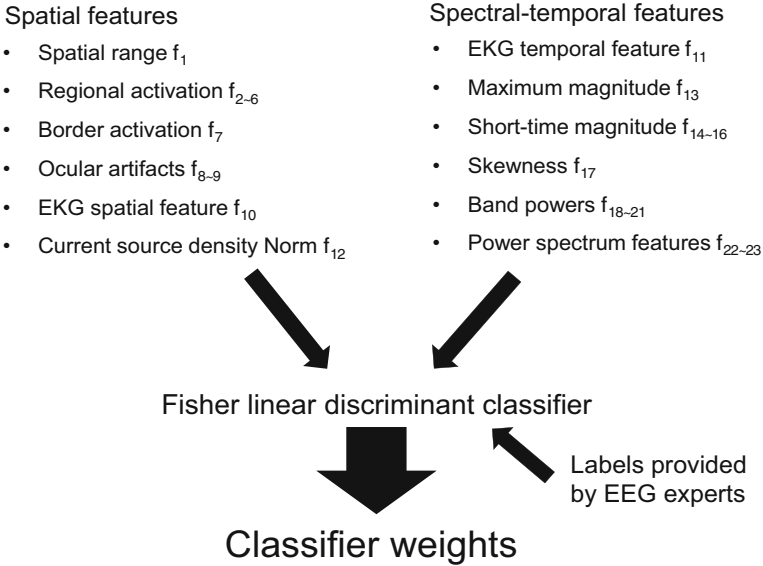 Spatial features
• Spatial range f1
• Regional activation f2~6
• Border activation f7
• Ocular artifacts f8~9
• EKG spatial feature f10
• Current source density Norm f12
Spectral-temporal features
• EKG temporal feature f11
• Maximum magnitude f13
• Short-time magnitude f14~16
• Skewness f17
• Band powers f18~21
• Power spectrum features f22~23
Fisher linear discriminant classifier
Labels provided
by EEG experts
Classifier weights